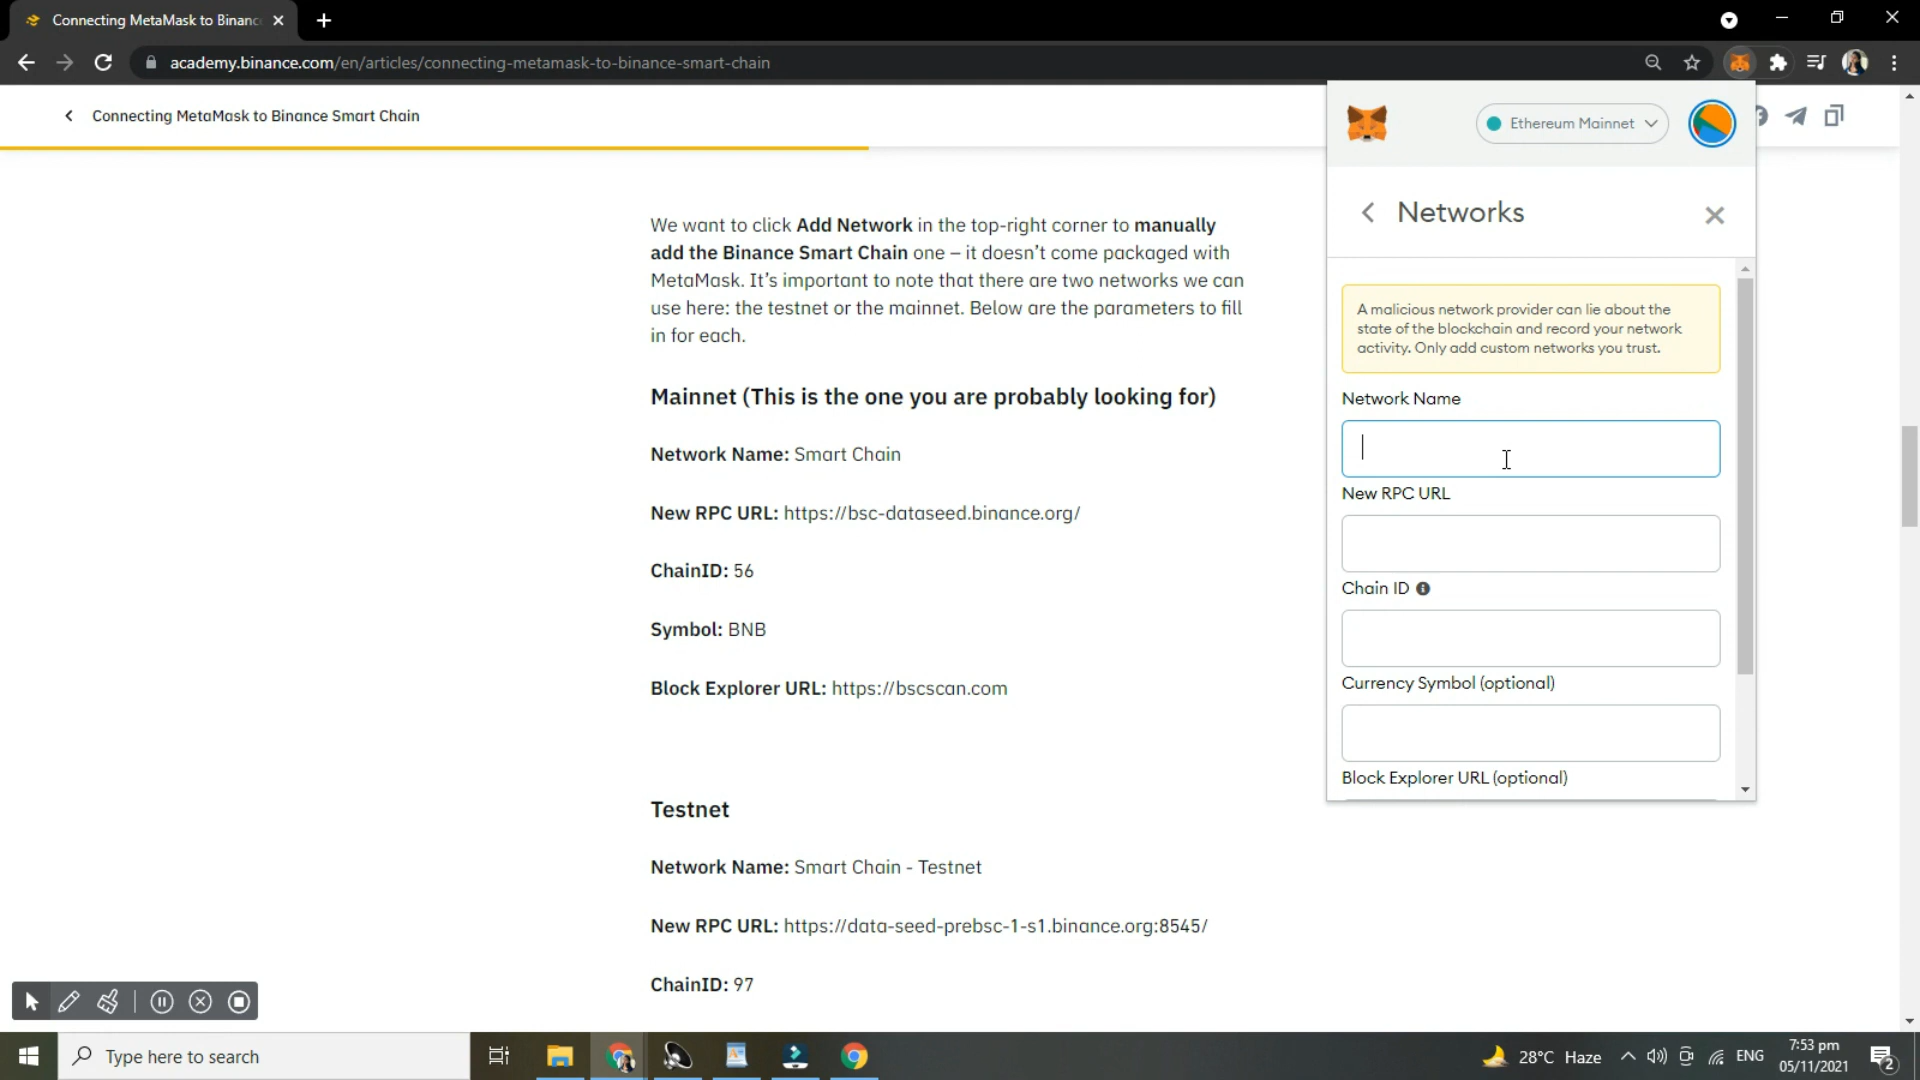 Connecting MetaMask to Binanc
academy.binance.com/en/articles/connecting-metamask-to-binance-smart-chain
Connecting MetaMask to Binance Smart Chain
We want to click Add Network in the top-right corner to manually
add the Binance Smart Chain one – it doesn't come packaged with
MetaMask. It's important to note that there are two networks we can
use here: the testnet or the mainnet. Below are the parameters to fill
in for each.
Mainnet (This is the one you are probably looking for)
Network Name: Smart Chain
New RPC URL: https://bsc-dataseed.binance.org/
ChainID: 56
Symbol: BNB
Block Explorer URL: https://bscscan.com
Testnet
Network Name: Smart Chain - Testnet
New RPC URL: https://data-seed-prebsc-1-s1.binance.org:8545/
ChainID: 97
Ethereum Mainnet
Networks
A malicious network provider can lie about the
state of the blockchain and record your network
activity. Only add custom networks you trust.
Network Name
New RPC URL
Chain ID
Currency Symbol (optional)
Block Explorer URL (optional)
Type here to search
28°C Haze
ENG
7:53 pm
05/11/2021
2